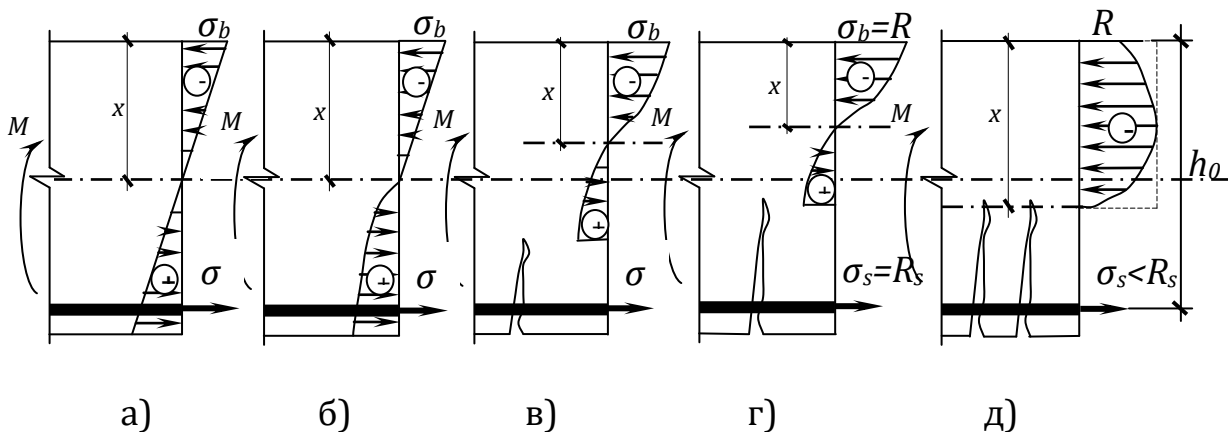 σb σb σb σb=R R
x x x x x
M M M M M
h0
σ σ σ σs=Rs σs<Rs
а) б) в) г) д)